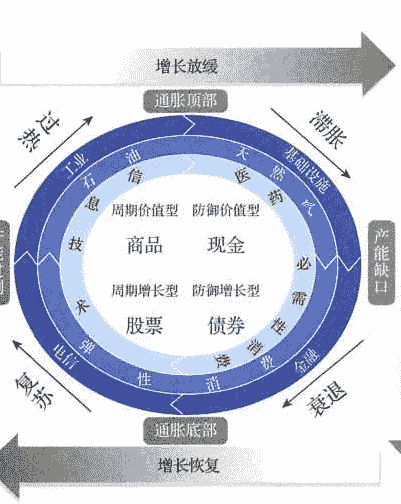 增长放缓
通胀顶部
过热
滞胀
工业
基础设施
石油
天然气
信息技术
医药
周期价值型
防御价值型
商品
现金
周期增长型
防御增长型
股票
债券
必需性消费
性消费
金融
产能缺口
复苏
衰退
通胀底部
增长恢复